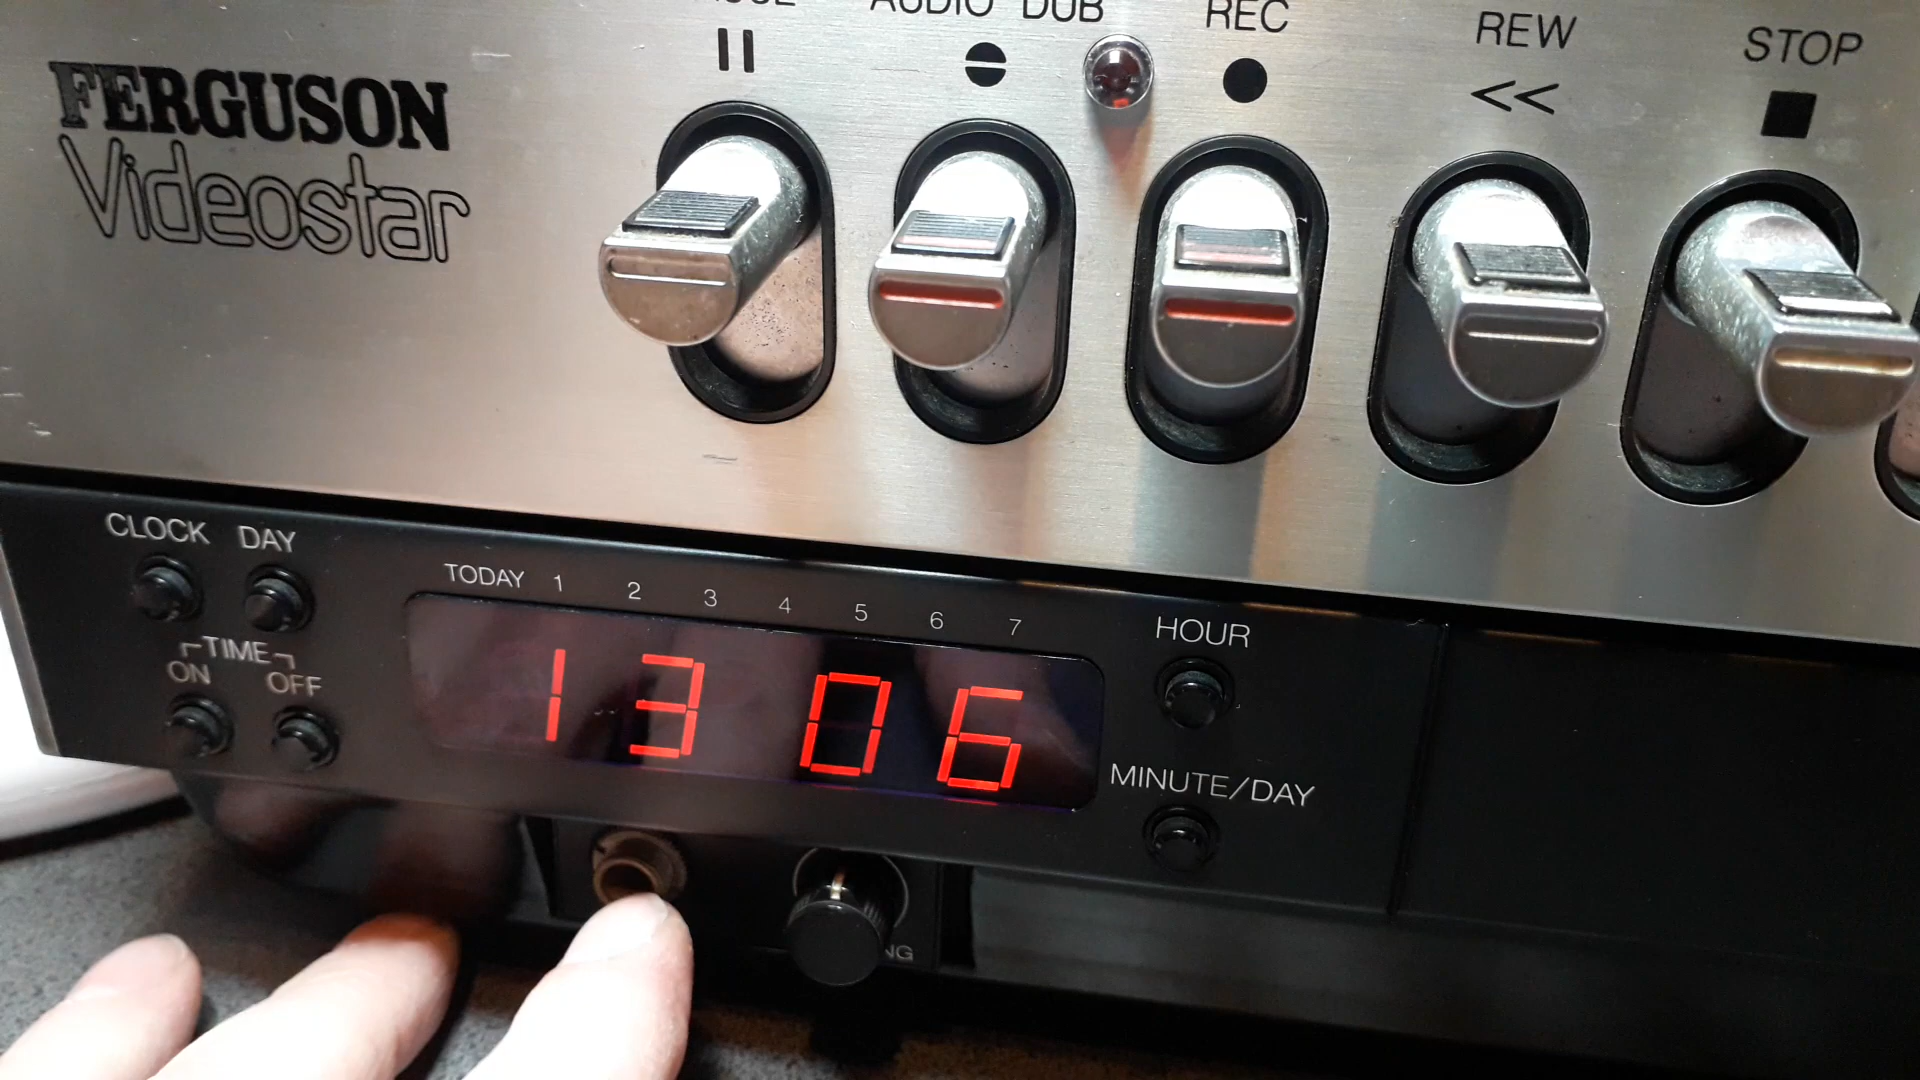 AUDIO DUB
REC
REW
STOP
FERGUSON
Videostar
<<
CLOCK DAY
TIME
ON OFF
TODAY 1 2 3 4 5 6 7
13 06
HOUR
MINUTE/DAY